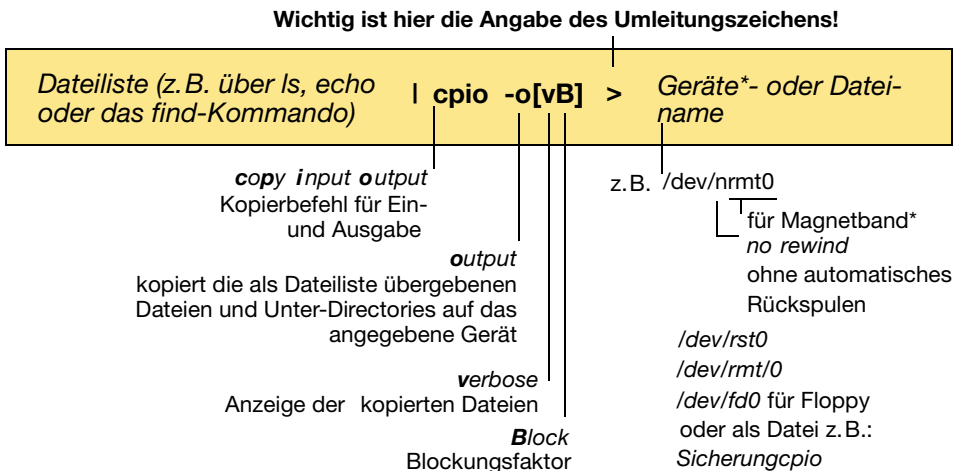 Wichtig ist hier die Angabe des Umleitungszeichens!
Dateiliste (z.B. über ls, echo
oder das find-Kommando)
| cpio -o[vB] >
Geräte*- oder Datei-
name
copy input output
Kopierbefehl für Ein-
und Ausgabe
output
kopiert die als Dateiliste übergebenen
Dateien und Unter-Directories auf das
angegebene Gerät
verbose
Anzeige der kopierten Dateien
Block
Blockungsfaktor
z.B. /dev/nrmt0
für Magnetband*
no rewind
ohne automatisches
Rückspulen
/dev/rst0
/dev/rmt/0
/dev/fd0 für Floppy
oder als Datei z.B.:
Sicherungcpio